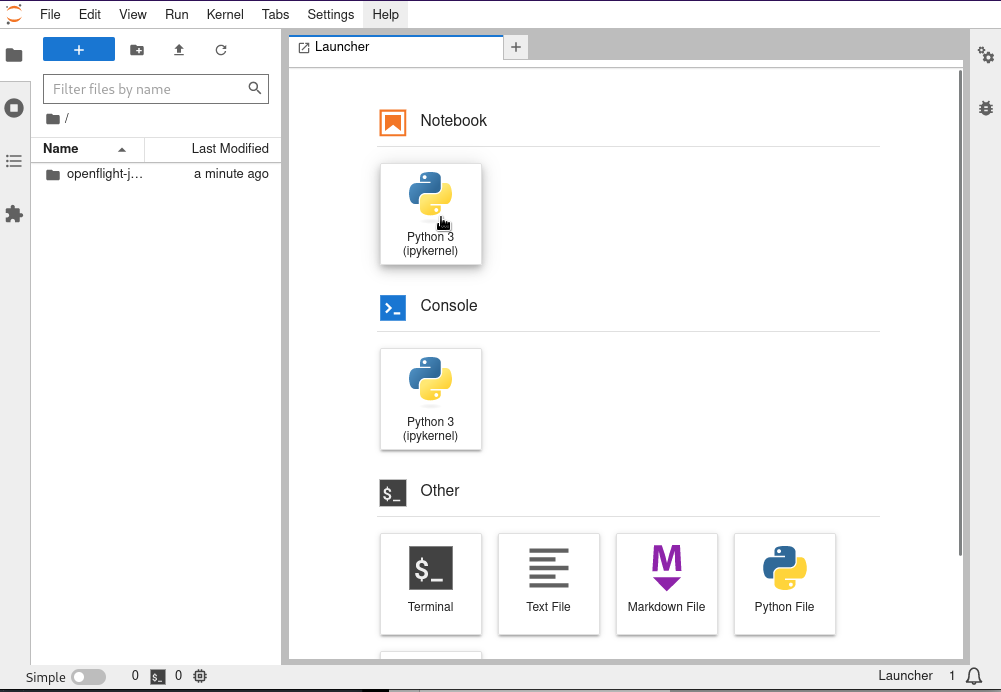 File Edit View Run Kernel Tabs Settings Help
Launcher
Filter files by name
/
Name Last Modified
openflight-j… a minute ago
Notebook
Python 3
(ipykernel)
Console
Python 3
(ipykernel)
$_ Other
$_
Terminal Text File Markdown File Python File
Simple 0 $_ 0 Launcher 1